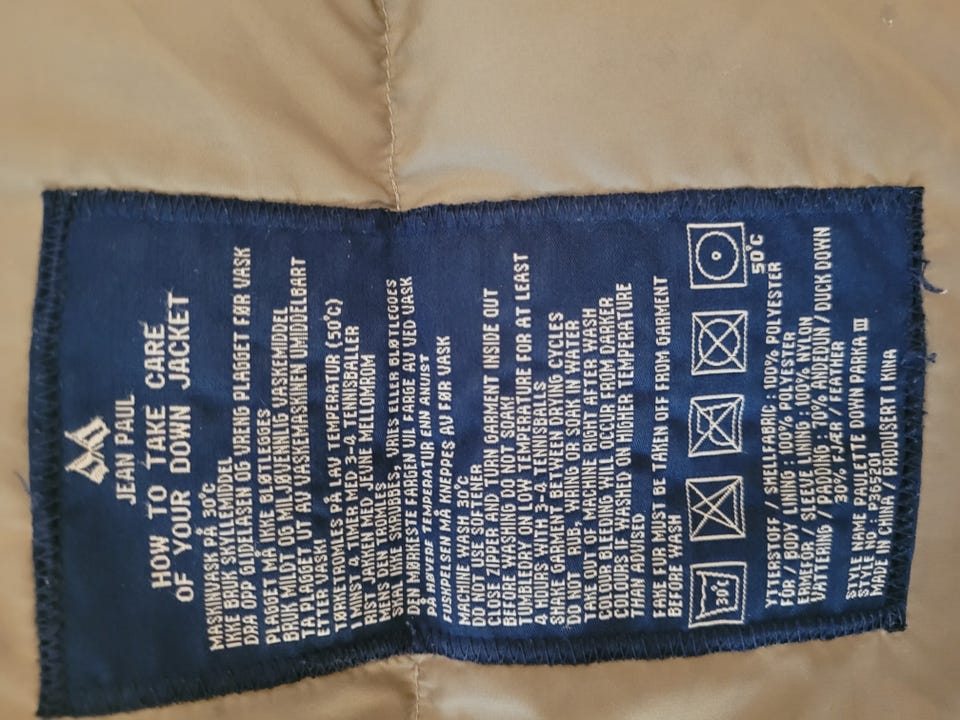 JEAN PAUL
HOW TO TAKE CARE
OF YOUR DOWN JACKET
MASKINVASK PÅ 30°C
IKKE BRUK SKYLLEMIDDEL
DRA OPP GLIDELÅSEN OG VRENG PLAGGET FØR VASK
PLAGGET MÅ IKKE BLØTLEGGES
BRUK MILDT OG MILJØVENNLIG VASKEMIDDEL
TA PLAGGET UT AV VASKEMASKINEN UMIDDELBART
ETTER VASK
TØRKETROMLES PÅ LAV TEMPERATUR (50°C)
I MINST 4 TIMER MED 3-4 TENNISBALLER
RIST JAKKEN MED JEVNE MELLOMROM
MENS DEN TROMLES
SKAL IKKE SKRUBBES, VRIES ELLER BLØTLEGGES
DEN MØRKESTE FARGEN VIL FARGE AV VED VASK
PÅ HØYERE TEMPERATUR ENN ANVIST
FUSKPELSEN MÅ KNEPPES AV FØR VASK
MACHINE WASH 30°C
DO NOT USE SOFTENER
CLOSE ZIPPER AND TURN GARMENT INSIDE OUT
BEFORE WASHING DO NOT SOAK!
TUMBLEDRY ON LOW TEMPERATURE FOR AT LEAST
4 HOURS WITH 3-4 TENNISBALLS
SHAKE GARMENT BETWEEN DRYING CYCLES
DO NOT RUB, WRING OR SOAK IN WATER
TAKE OUT OF MACHINE RIGHT AFTER WASH
COLOUR BLEEDING WILL OCCUR FROM DARKER
COLOURS IF WASHED ON HIGHER TEMPERATURE
THAN ADVISED
FAKE FUR MUST BE TAKEN OFF FROM GARMENT
BEFORE WASH
30°
50°C
YTTERSTOFF / SHELLFABRIC : 100% POLYESTER
FOR / BODY LINING : 100% POLYESTER
ERMEFOR / SLEEVE LINING : 100% NYLON
VATTERING / PADDING : 70% ANDEDUN / DUCK DOWN
30% FJÆR / FEATHER
STYLE NAME PAULETTE DOWN PARKA III
STYLE NO : P7365201
MADE IN CHINA / PRODUSERT I KINA